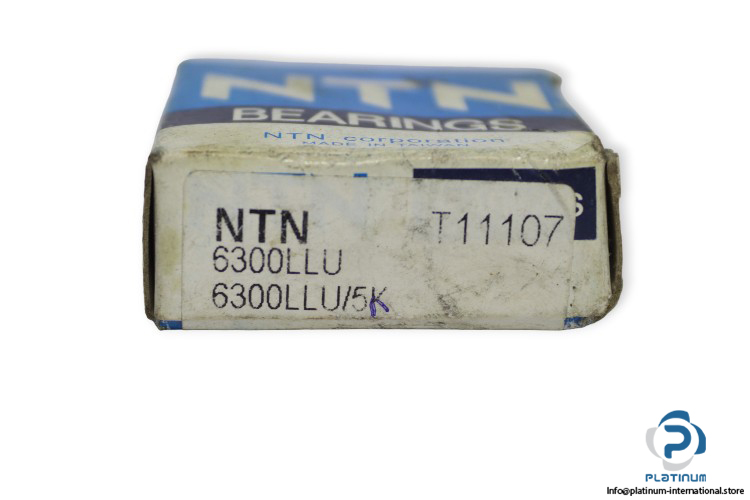 NTN
BEARINGS
NTN corporation
MADE IN TAIWAN
NTN T11107
S
6300LLU
6300LLU/5K
P
PLATINUM
Info@platinum-international.store